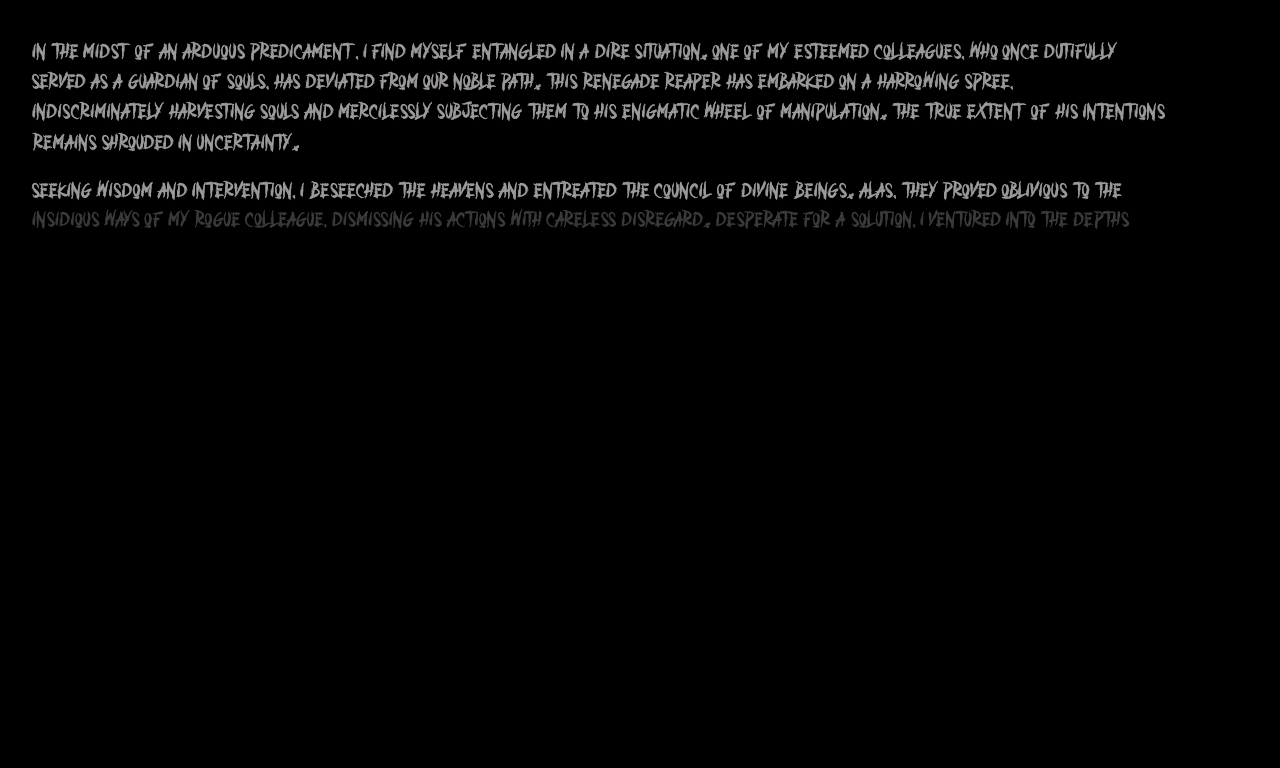 IN THE MIDST OF AN ARDUOUS PREDICAMENT, I FIND MYSELF ENTANGLED IN A DIRE SITUATION. ONE OF MY ESTEEMED COLLEAGUES, WHO ONCE DUTIFULLY
SERVED AS A GUARDIAN OF SOULS, HAS DEVIATED FROM OUR NOBLE PATH. THIS RENEGADE REAPER HAS EMBARKED ON A HARROWING SPREE,
INDISCRIMINATELY HARVESTING SOULS AND MERCILESSLY SUBJECTING THEM TO HIS ENIGMATIC WHEEL OF MANIPULATION. THE TRUE EXTENT OF HIS INTENTIONS
REMAINS SHROUDED IN UNCERTAINTY.
SEEKING WISDOM AND INTERVENTION, I BESEECHED THE HEAVENS AND ENTREATED THE COUNCIL OF DIVINE BEINGS. ALAS, THEY PROVED OBLIVIOUS TO THE
INSIDIOUS WAYS OF MY ROGUE COLLEAGUE, DISMISSING HIS ACTIONS WITH CARELESS DISREGARD. DESPERATE FOR A SOLUTION, I VENTURED INTO THE DEPTHS